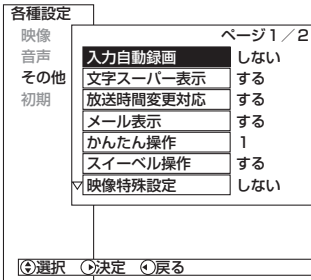 各種設定
映像
音声
その他
初期
ページ1/2
入力自動録画 しない
文字スーパー表示 する
放送時間変更対応 する
メール表示 する
かんたん操作 1
スイーベル操作 する
映像特殊設定 しない
選択 決定 戻る